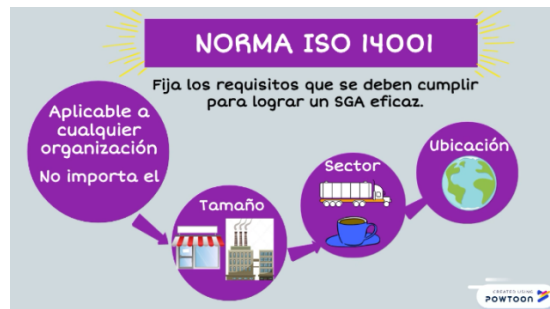 NORMA ISO 14001
Fija los requisitos que se deben cumplir
para lograr un SGA eficaz.
Aplicable a
cualquier
organización
No importa el
Tamaño
Sector
Ubicación
CREATED USING
POWTOON